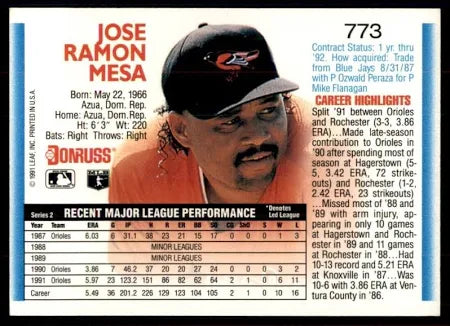 JOSE
RAMON
MESA
Born: May 22, 1966
Azua, Dom. Rep.
Home: Azua, Dom. Rep.
Ht: 6'3" Wt: 220
Bats: Right Throws: Right
© 1991 LEAF, INC. PRINTED IN U.S.A.
DONRUSS
773
Contract Status: 1 yr. thru
'92. How acquired: Trade
from Blue Jays 8/31/87
with P Ozwald Peraza for P
Mike Flanagan
CAREER HIGHLIGHTS
Split '91 between Orioles
and Rochester (3-3, 3.86
ERA)...Made late-season
contribution to Orioles in
'90 after spending most of
season at Hagerstown (5-
5, 3.42 ERA, 72 strike-
outs) and Rochester (1-2,
2.42 ERA, 23 strikeouts)
...Missed most of '88 and
'89 with arm injury, appear-
ing in only 10 games
at Hagerstown and Roch-
ester in '89 and 11 games
at Rochester in '88... Had
10-13 record and 5.21 ERA
at Knoxville in '87...Was
10-6 with 3.86 ERA at Ven-
tura County in '86.
Series 2 RECENT MAJOR LEAGUE PERFORMANCE *Denotes Led League
Year Team ERA G IP H R ER BB SO CG ShO S W L
1987 Orioles 6.03 6 31.1 38 23 21 15 17 0 0 0 1 3
1988 MINOR LEAGUES
1989 MINOR LEAGUES
1990 Orioles 3.86 7 46.2 37 20 20 27 24 0 0 0 3 2
1991 Orioles 5.97 23 123.2 151 86 82 62 64 2 1 0 6 11
Career 5.49 36 201.2 226 129 123 104 105 2 1 0 10 16